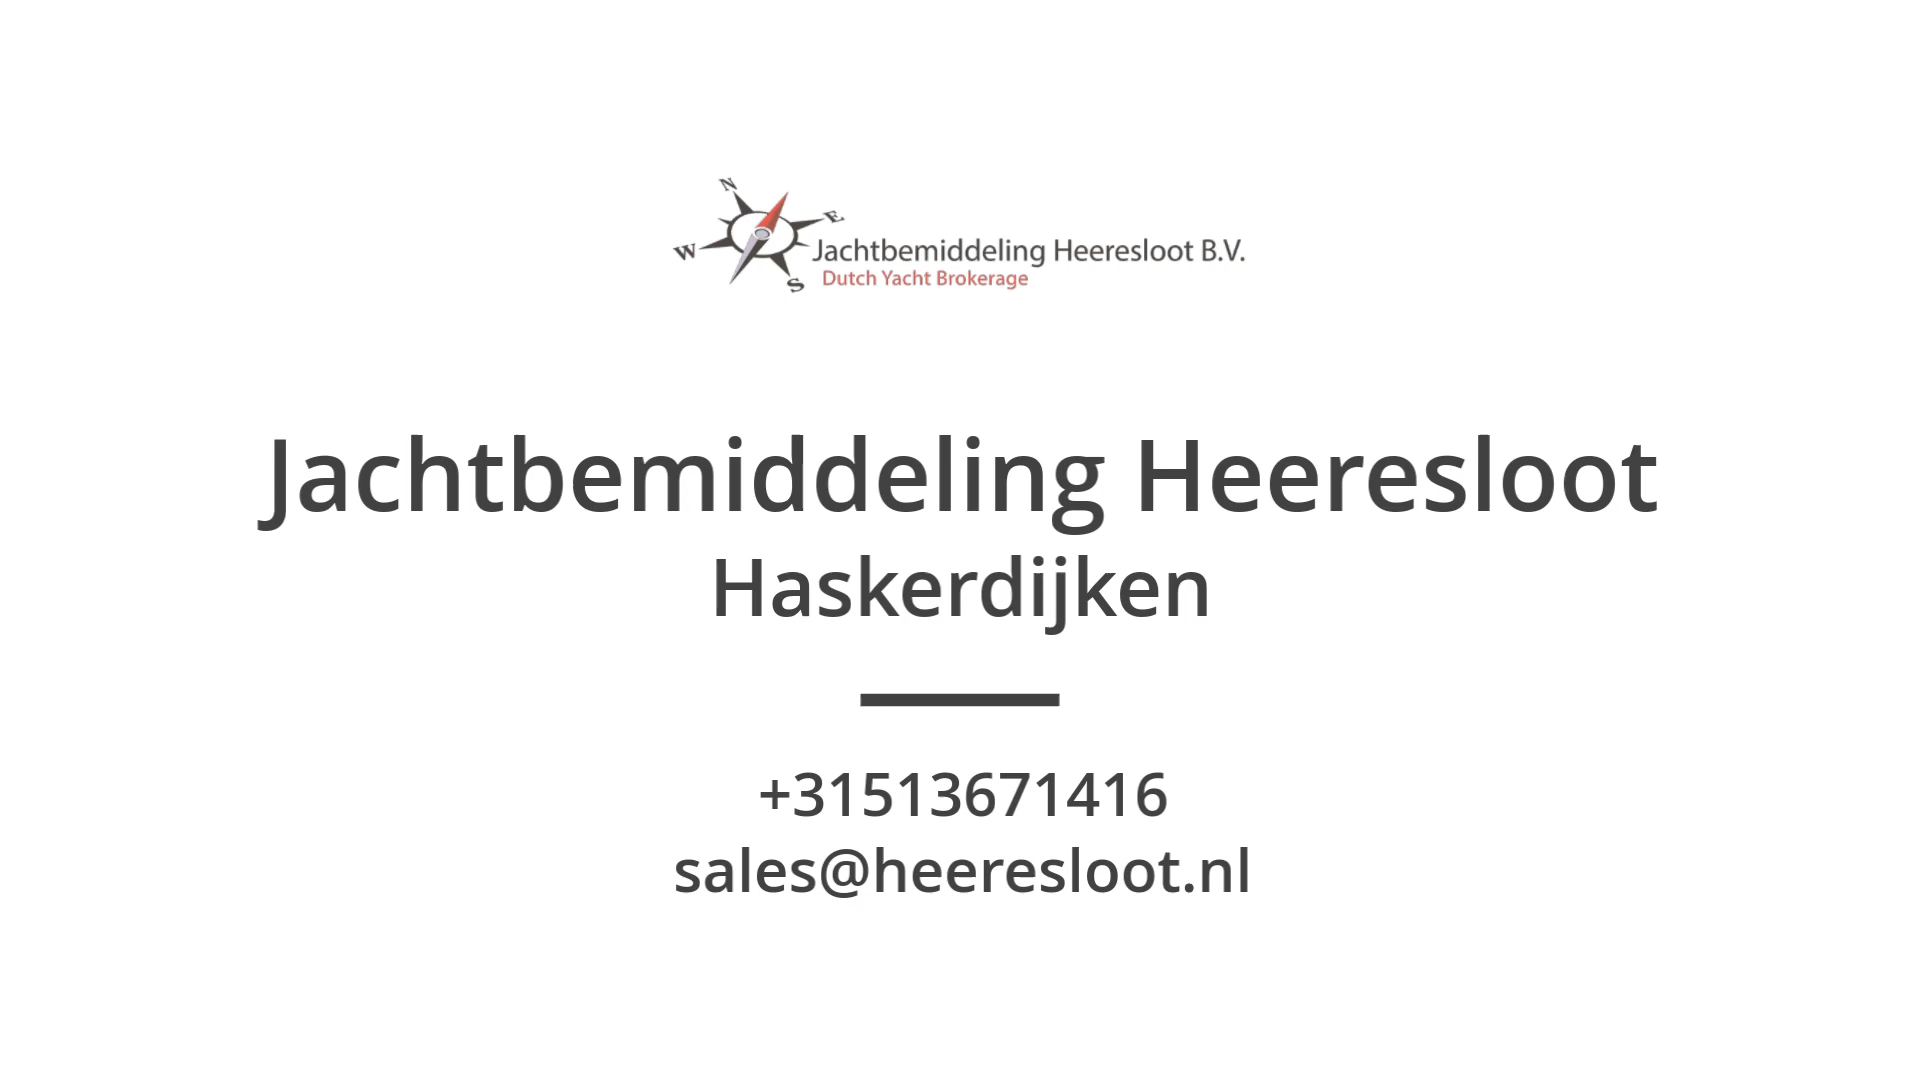 N
E
W
S
Jachtbemiddeling Heeresloot B.V.
Dutch Yacht Brokerage
Jachtbemiddeling Heeresloot
Haskerdijken
+31513671416
sales@heeresloot.nl